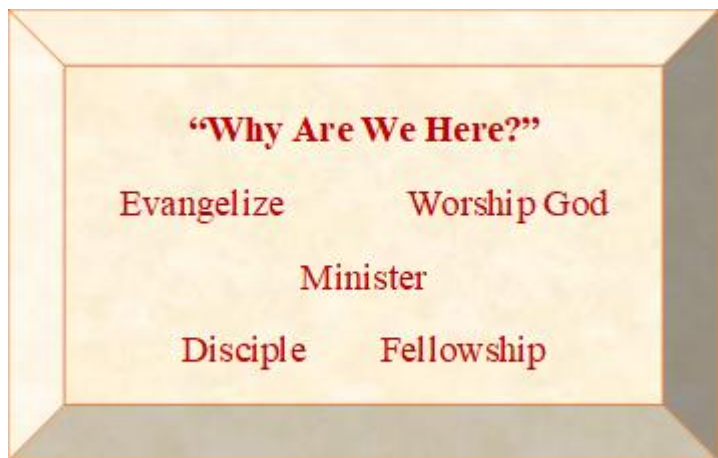 “Why Are We Here?”
Evangelize Worship God
Minister
Disciple Fellowship